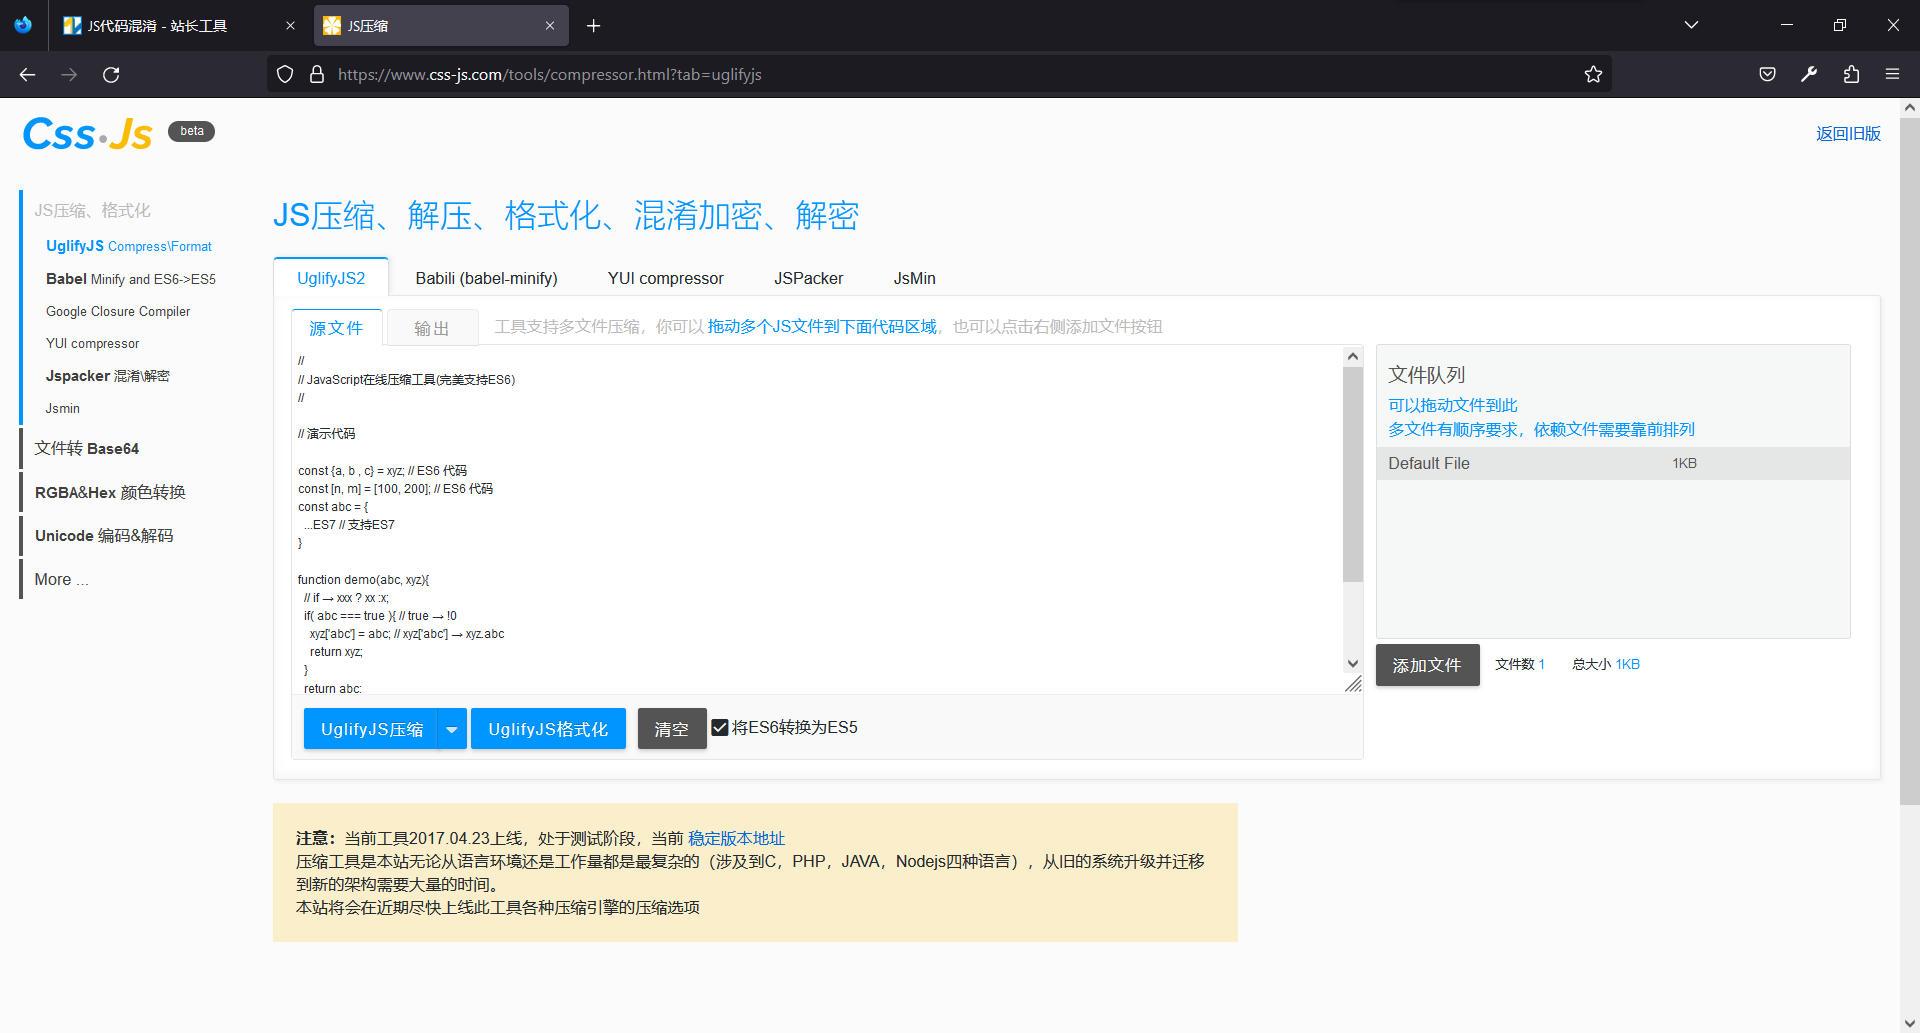 JS代码混淆 - 站长工具
JS压缩
https://www.css-js.com/tools/compressor.html?tab=uglifyjs
Css·Js
beta
返回旧版
JS压缩、格式化
UglifyJS Compress\Format
Babel Minify and ES6->ES5
Google Closure Compiler
YUI compressor
Jspacker 混淆\解密
Jsmin
文件转 Base64
RGBA&Hex 颜色转换
Unicode 编码&解码
More ...
JS压缩、解压、格式化、混淆加密、解密
UglifyJS2
Babili (babel-minify)
YUI compressor
JSPacker
JsMin
源文件
输出
工具支持多文件压缩，你可以 拖动多个JS文件到下面代码区域，也可以点击右侧添加文件按钮
//
// JavaScript在线压缩工具(完美支持ES6)
//
// 演示代码
const {a, b , c} = xyz; // ES6 代码
const [n, m] = [100, 200]; // ES6 代码
const abc = {
...ES7 // 支持ES7
}
function demo(abc, xyz){
// if → xxx ? xx :x;
if( abc === true ){ // true → !0
xyz['abc'] = abc; // xyz['abc'] → xyz.abc
return xyz;
}
return abc;
文件队列
可以拖动文件到此
多文件有顺序要求，依赖文件需要靠前排列
Default File
1KB
添加文件
文件数 1
总大小 1KB
UglifyJS压缩
UglifyJS格式化
清空
将ES6转换为ES5
注意：当前工具2017.04.23上线，处于测试阶段，当前 稳定版本地址
压缩工具是本站无论从语言环境还是工作量都是最复杂的（涉及到C，PHP，JAVA，Nodejs四种语言），从旧的系统升级并迁移
到新的架构需要大量的时间。
本站将会在近期尽快上线此工具各种压缩引擎的压缩选项